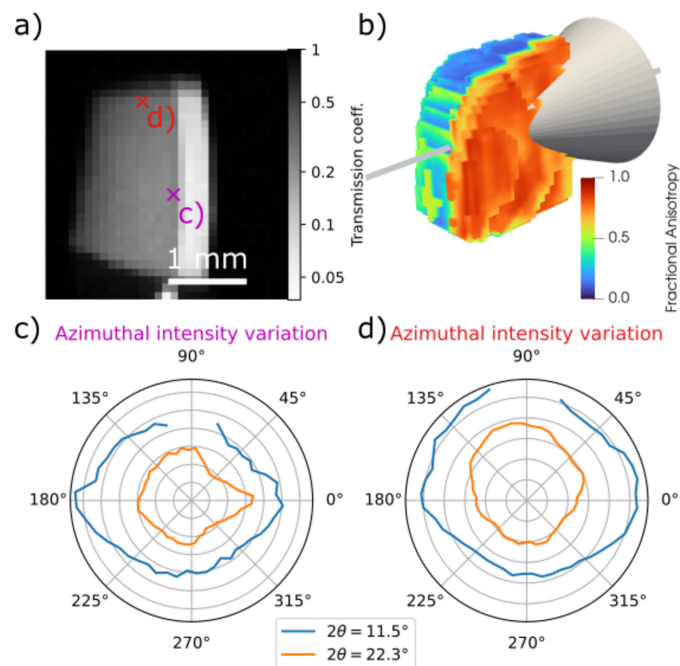 a)
b)
1
0.5
0.2
0.1
0.05
Transmission coeff.
d)
c)
1 mm
1.0
0.5
0.0
Fractional Anisotropy
c)
Azimuthal intensity variation
d)
Azimuthal intensity variation
90°
135°
45°
180°
0°
225°
315°
270°
90°
135°
45°
180°
0°
225°
315°
270°
2θ = 11.5°
2θ = 22.3°